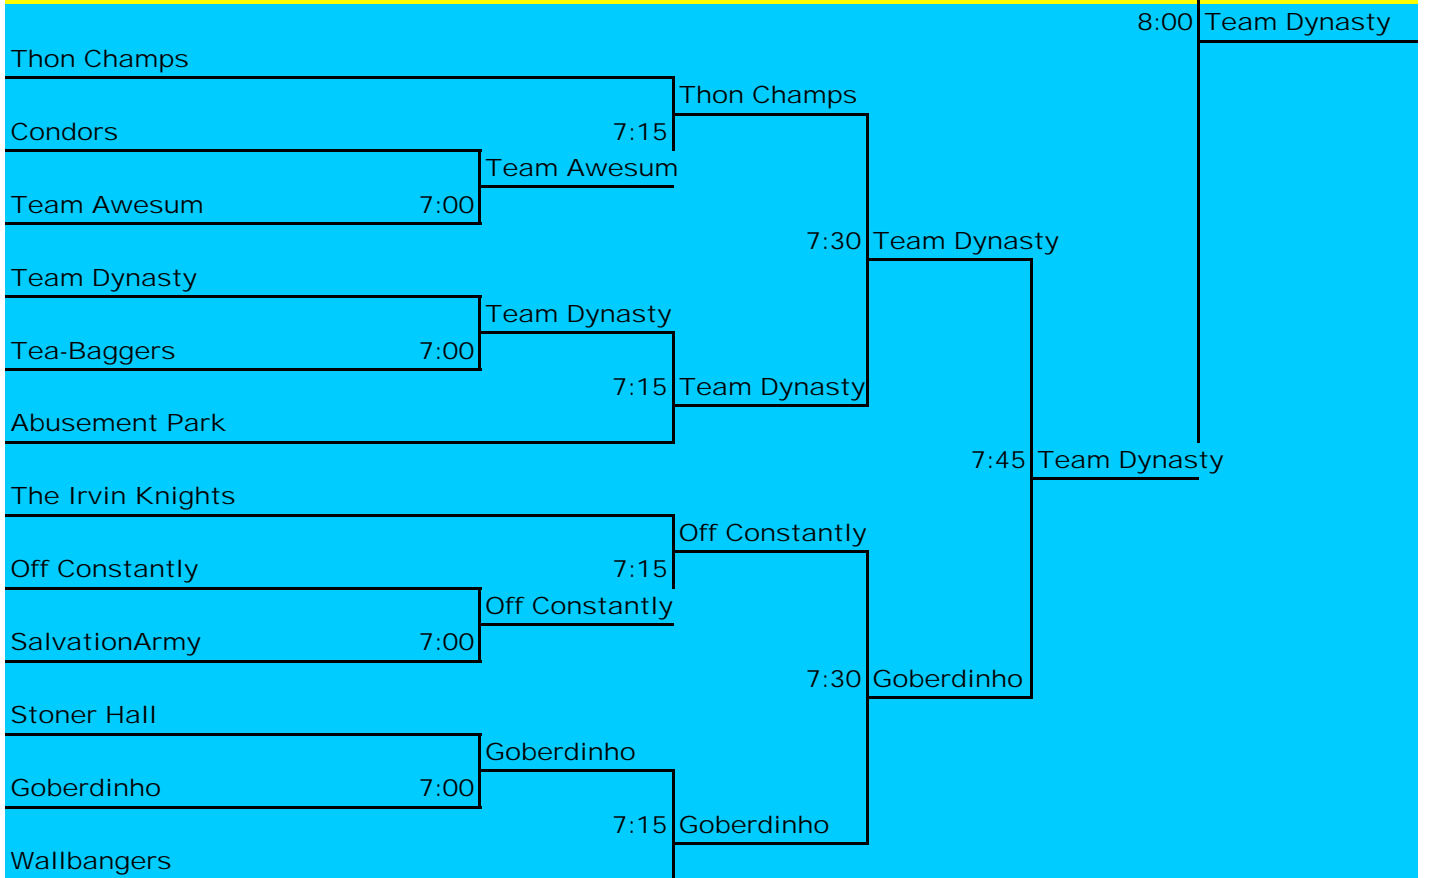 8:00 Team Dynasty
Thon Champs
Thon Champs
Condors 7:15
Team Awesum
Team Awesum 7:00
7:30 Team Dynasty
Team Dynasty
Team Dynasty
Tea-Baggers 7:00
7:15 Team Dynasty
Abusement Park
7:45 Team Dynasty
The Irvin Knights
Off Constantly
Off Constantly 7:15
Off Constantly
SalvationArmy 7:00
7:30 Goberdinho
Stoner Hall
Goberdinho
Goberdinho 7:00
7:15 Goberdinho
Wallbangers